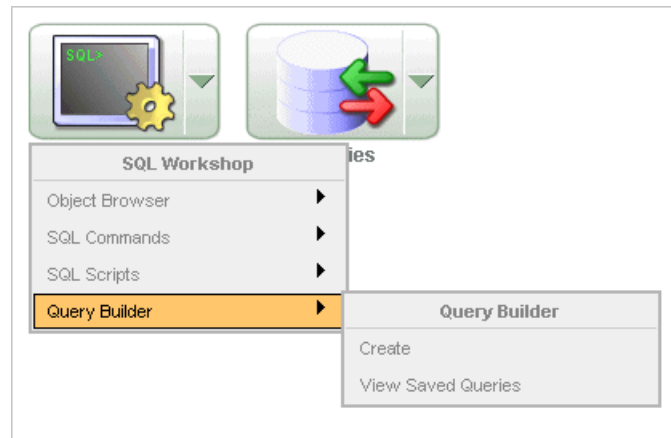 SQL>
ies
SQL Workshop
Object Browser
SQL Commands
SQL Scripts
Query Builder
Query Builder
Create
View Saved Queries